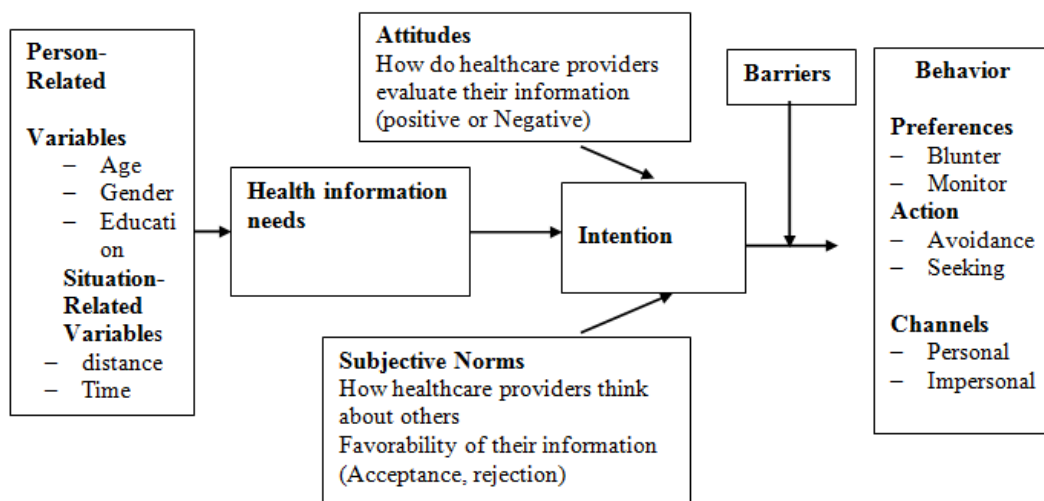 Person-
Related
Variables
– Age
– Gender
– Educati
on
Situation-
Related
Variables
– distance
– Time
Health information
needs
Attitudes
How do healthcare providers
evaluate their information
(positive or Negative)
Intention
Subjective Norms
How healthcare providers think
about others
Favorability of their information
(Acceptance, rejection)
Barriers
Behavior
Preferences
– Blunter
– Monitor
Action
– Avoidance
– Seeking
Channels
– Personal
– Impersonal